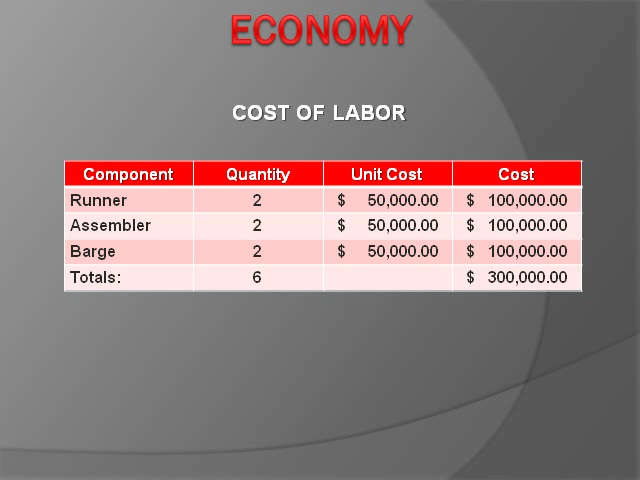 ECONOMY
COST OF LABOR
Component Quantity Unit Cost Cost
Runner 2 $ 50,000.00 $ 100,000.00
Assembler 2 $ 50,000.00 $ 100,000.00
Barge 2 $ 50,000.00 $ 100,000.00
Totals: 6 $ 300,000.00